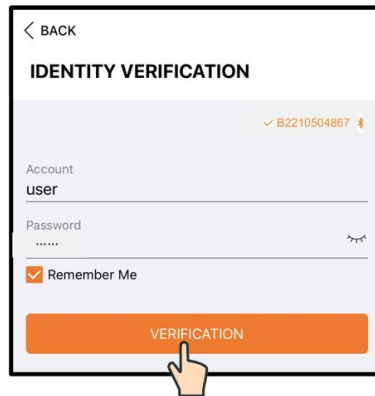 BACK
IDENTITY VERIFICATION
B2210504867
Account
user
Password
......
Remember Me
VERIFICATION